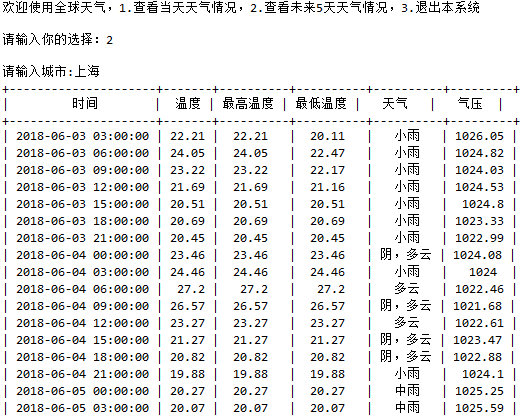 欢迎使用全球天气，1.查看当天天气情况，2.查看未来5天天气情况，3.退出本系统
请输入你的选择：2
请输入城市:上海
+---------------------+-------+----------+----------+----------+---------+
|         时间        |  温度 | 最高温度 | 最低温度 |   天气   |   气压  |
+---------------------+-------+----------+----------+----------+---------+
| 2018-06-03 03:00:00 | 22.21 |  22.21   |  20.11   |   小雨   | 1026.05 |
| 2018-06-03 06:00:00 | 24.05 |  24.05   |  22.47   |   小雨   | 1024.82 |
| 2018-06-03 09:00:00 | 23.22 |  23.22   |  22.17   |   小雨   | 1024.03 |
| 2018-06-03 12:00:00 | 21.69 |  21.69   |  21.16   |   小雨   | 1024.53 |
| 2018-06-03 15:00:00 | 20.51 |  20.51   |  20.51   |   小雨   |  1024.8 |
| 2018-06-03 18:00:00 | 20.69 |  20.69   |  20.69   |   小雨   | 1023.33 |
| 2018-06-03 21:00:00 | 20.45 |  20.45   |  20.45   |   小雨   | 1022.99 |
| 2018-06-04 00:00:00 | 23.46 |  23.46   |  23.46   | 阴，多云 | 1024.08 |
| 2018-06-04 03:00:00 | 24.46 |  24.46   |  24.46   |   小雨   |   1024  |
| 2018-06-04 06:00:00 |  27.2 |   27.2   |   27.2   |   多云   | 1022.46 |
| 2018-06-04 09:00:00 | 26.57 |  26.57   |  26.57   | 阴，多云 | 1021.68 |
| 2018-06-04 12:00:00 | 23.27 |  23.27   |  23.27   |   多云   | 1022.61 |
| 2018-06-04 15:00:00 | 21.27 |  21.27   |  21.27   | 阴，多云 | 1023.47 |
| 2018-06-04 18:00:00 | 20.82 |  20.82   |  20.82   | 阴，多云 | 1022.88 |
| 2018-06-04 21:00:00 | 19.88 |  19.88   |  19.88   |   小雨   |  1024.1 |
| 2018-06-05 00:00:00 | 20.27 |  20.27   |  20.27   |   中雨   | 1025.25 |
| 2018-06-05 03:00:00 | 20.07 |  20.07   |  20.07   |   中雨   | 1025.59 |